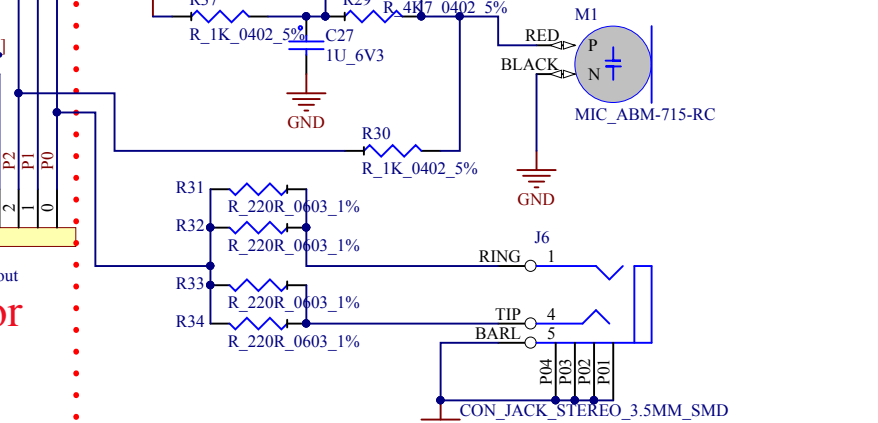 R37
R29
R_4K7_0402_5%
R_1K_0402_5%
C27
1U_6V3
GND
M1
RED
P
BLACK
N
MIC_ABM-715-RC
GND
R30
R_1K_0402_5%
]
P2
P1
P0
2
1
0
R31
R_220R_0603_1%
R32
R_220R_0603_1%
R33
R_220R_0603_1%
R34
R_220R_0603_1%
J6
RING
1
TIP
4
BARL
5
P04
P03
P02
P01
CON_JACK_STEREO_3.5MM_SMD
out
or